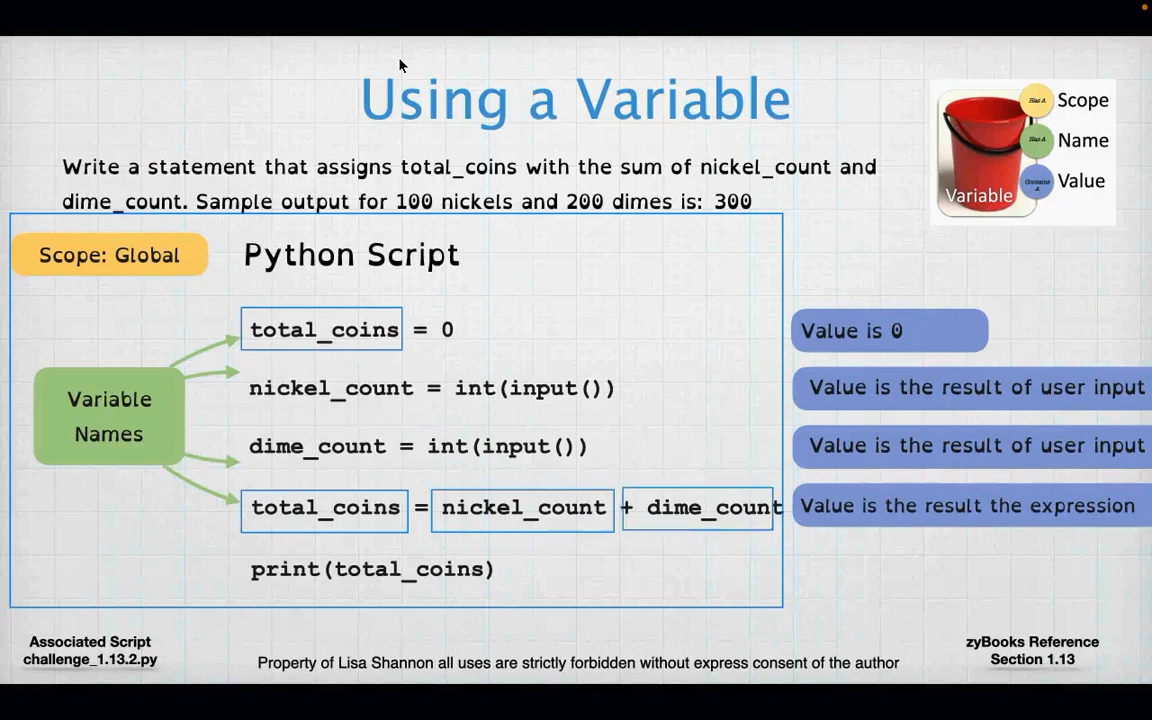 Using a Variable
Has A
Scope
Has A
Name
Contains
A
Value
Variable
Write a statement that assigns total_coins with the sum of nickel_count and
dime_count. Sample output for 100 nickels and 200 dimes is: 300
Scope: Global
Python Script
total_coins = 0
Value is 0
nickel_count = int(input())
Value is the result of user input
Variable
Names
dime_count = int(input())
Value is the result of user input
total_coins = nickel_count + dime_count
Value is the result the expression
print(total_coins)
Associated Script
challenge_1.13.2.py
Property of Lisa Shannon all uses are strictly forbidden without express consent of the author
zyBooks Reference
Section 1.13